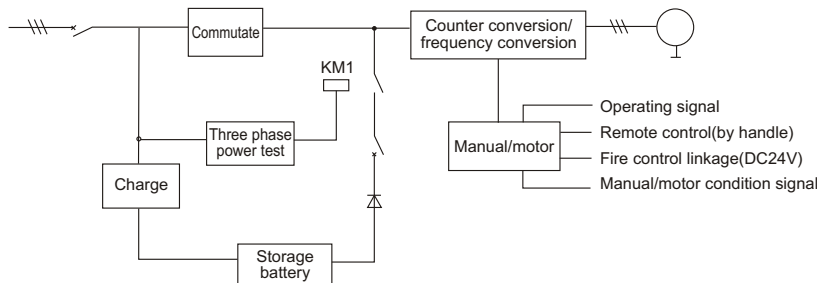 Commutate
Counter conversion/
frequency conversion
KM1
Three phase
power test
Manual/motor
Operating signal
Remote control(by handle)
Fire control linkage(DC24V)
Manual/motor condition signal
Charge
Storage
battery